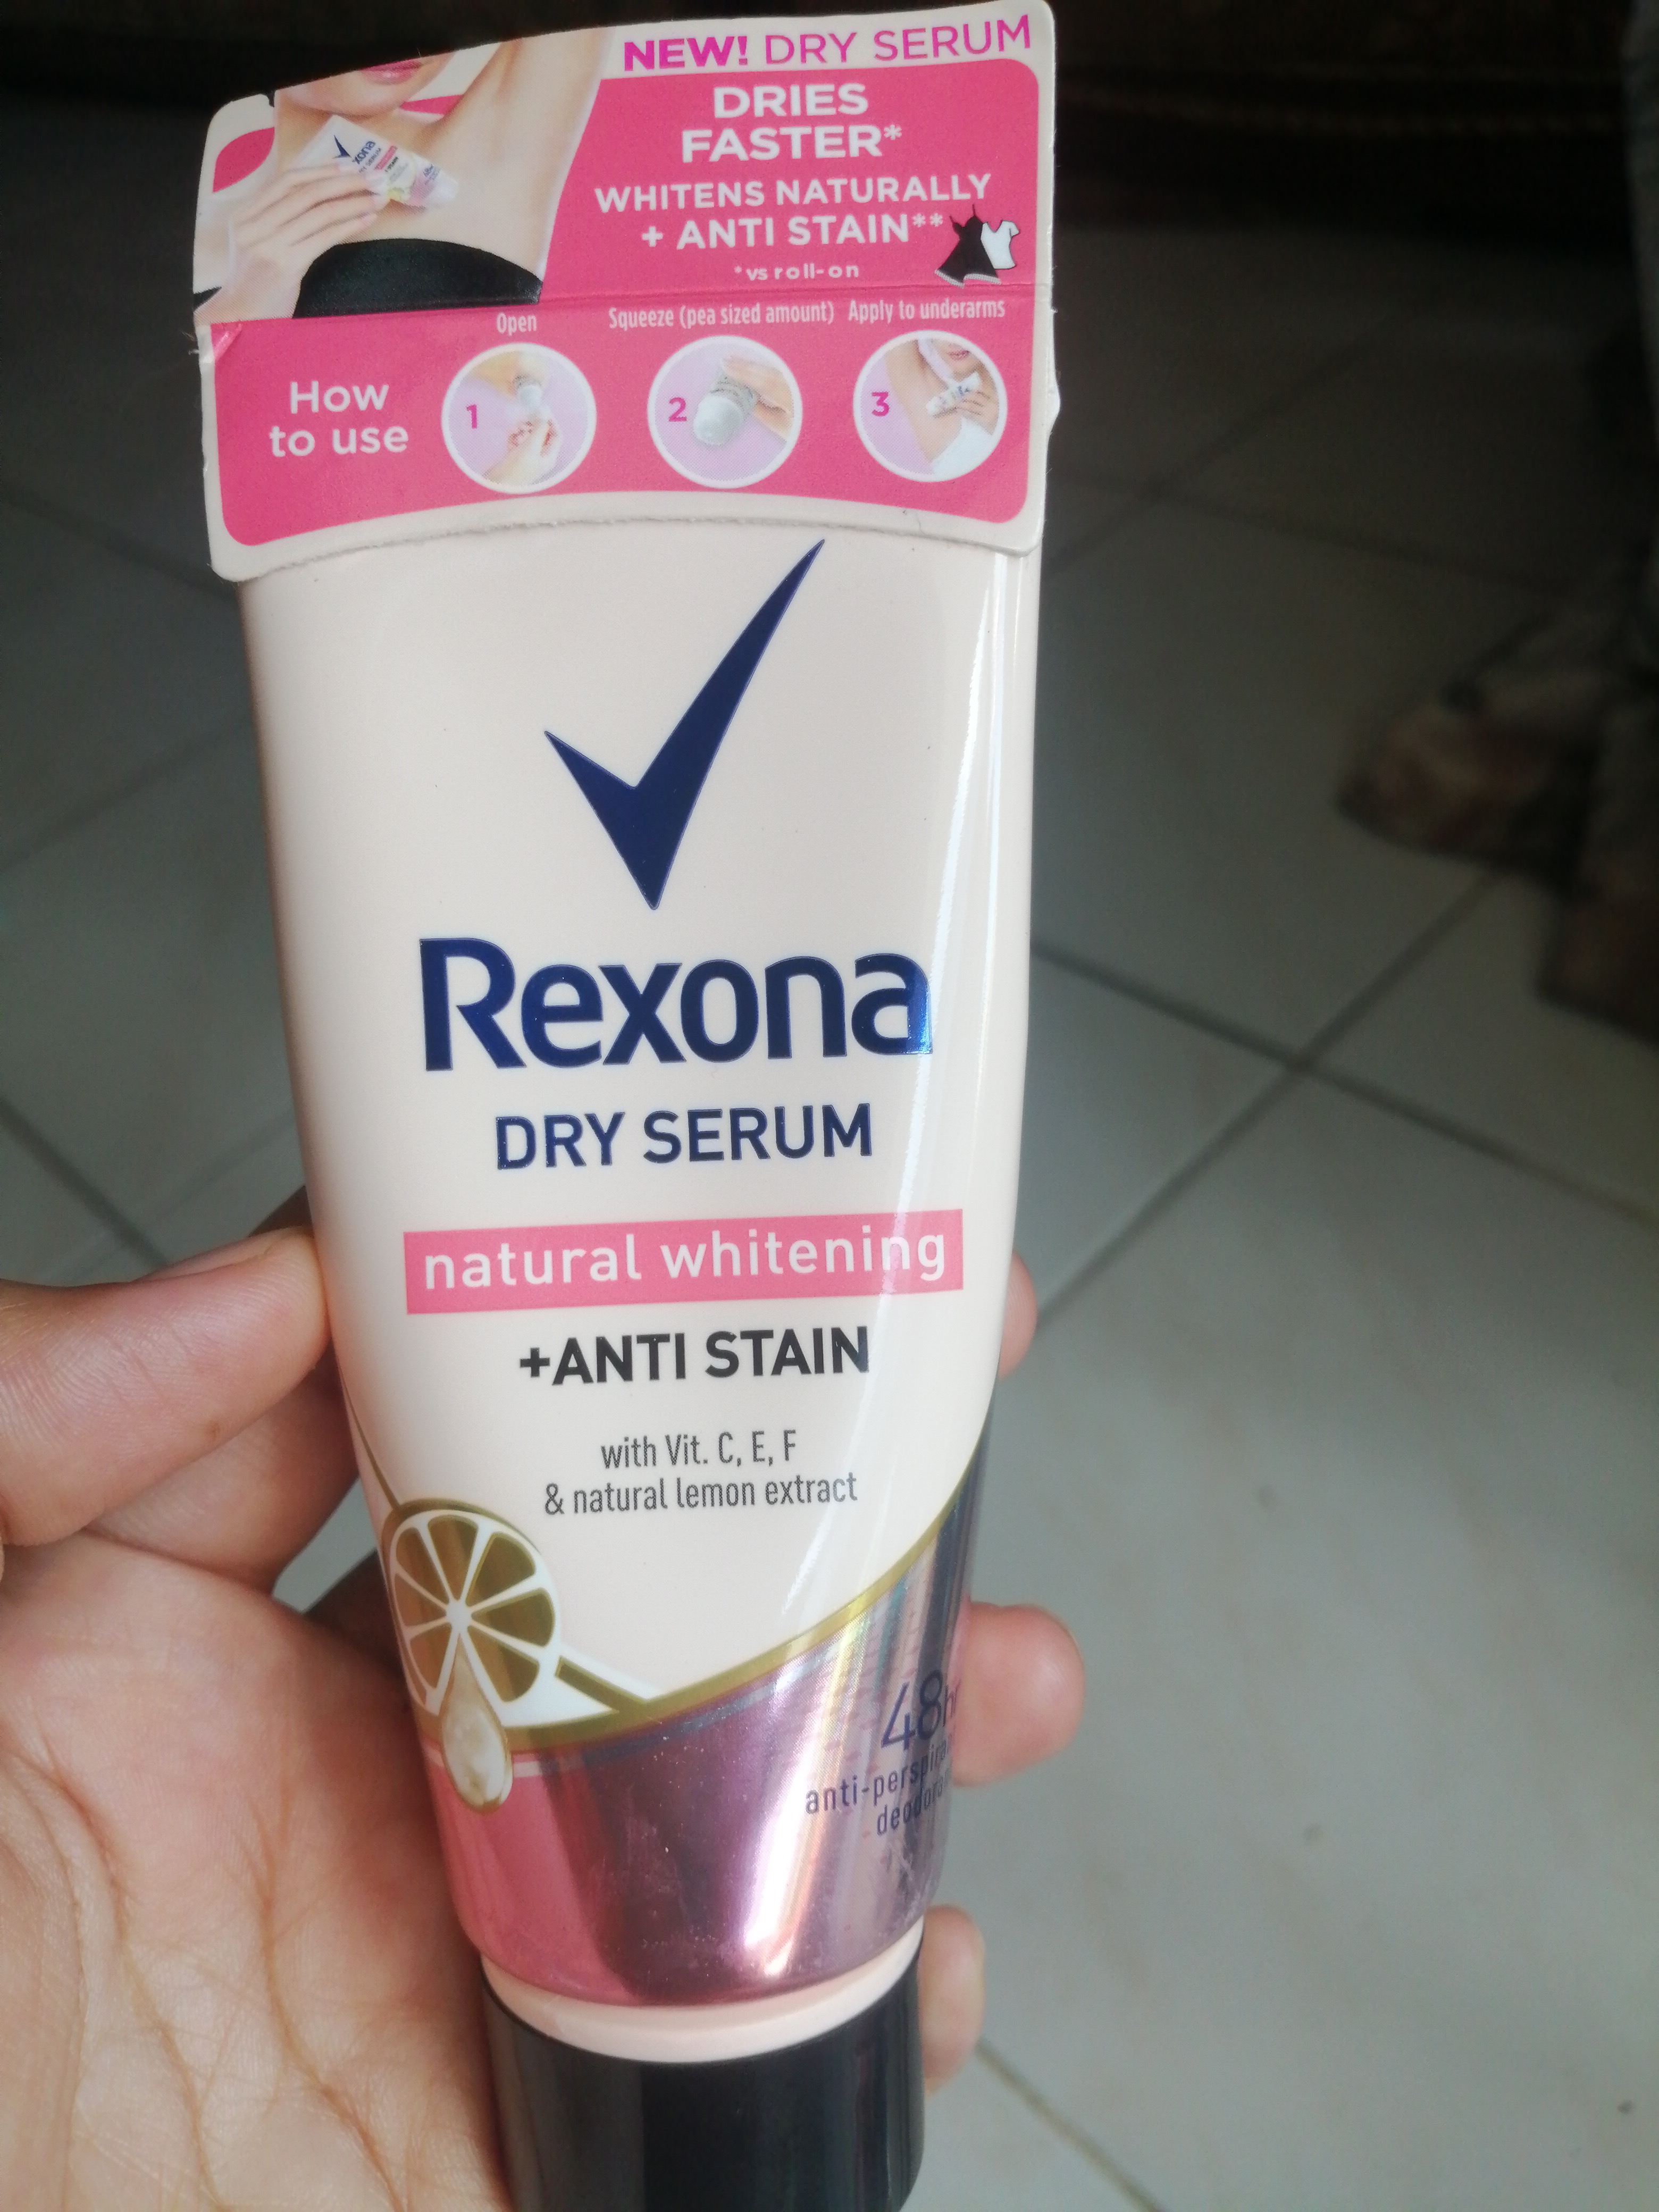 NEW! DRY SERUM
DRIES
FASTER*
WHITENS NATURALLY
+ ANTI STAIN**
*vs roll-on
Open
Squeeze (pea sized amount)
Apply to underarms
How
to use
1
2
3
Rexona
DRY SERUM
natural whitening
+ANTI STAIN
with Vit. C, E, F
& natural lemon extract
48h